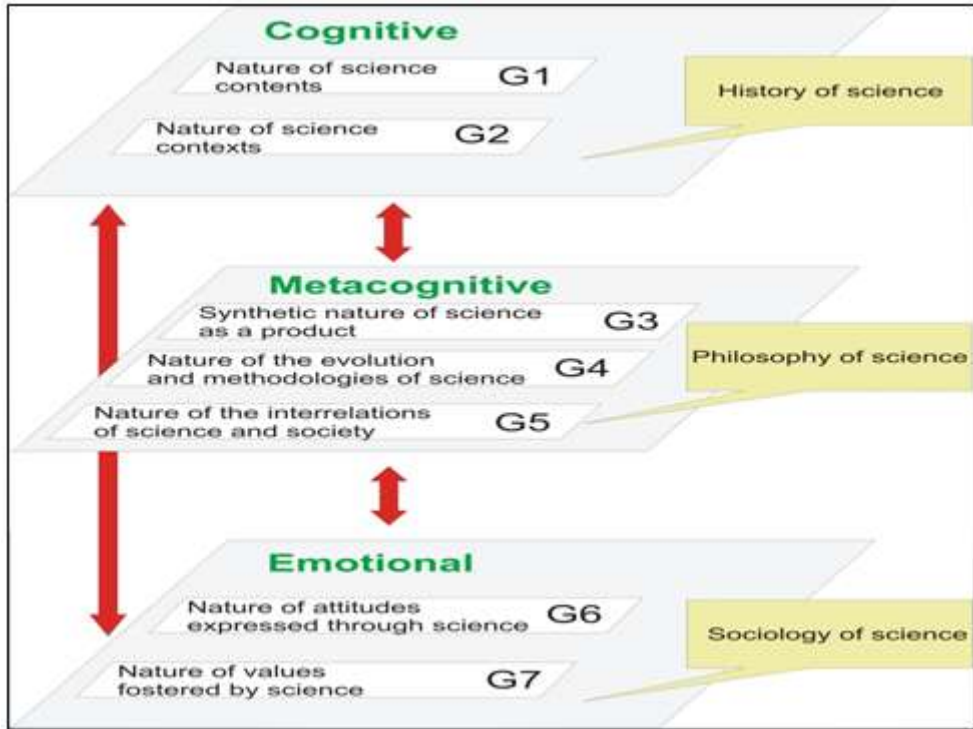 Cognitive
Nature of science
contents
G1
Nature of science
contexts
G2
History of science
Metacognitive
Synthetic nature of science
as a product
G3
Nature of the evolution
and methodologies of science
G4
Nature of the interrelations
of science and society
G5
Philosophy of science
Emotional
Nature of attitudes
expressed through science
G6
Nature of values
fostered by science
G7
Sociology of science